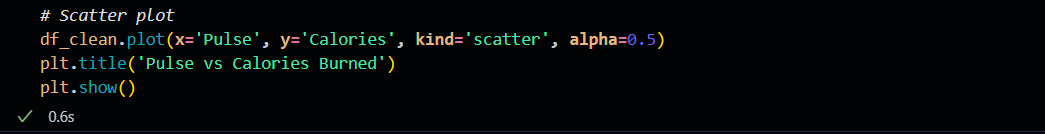 # Scatter plot
df_clean.plot(x='Pulse', y='Calories', kind='scatter', alpha=0.5)
plt.title('Pulse vs Calories Burned')
plt.show()
0.6s